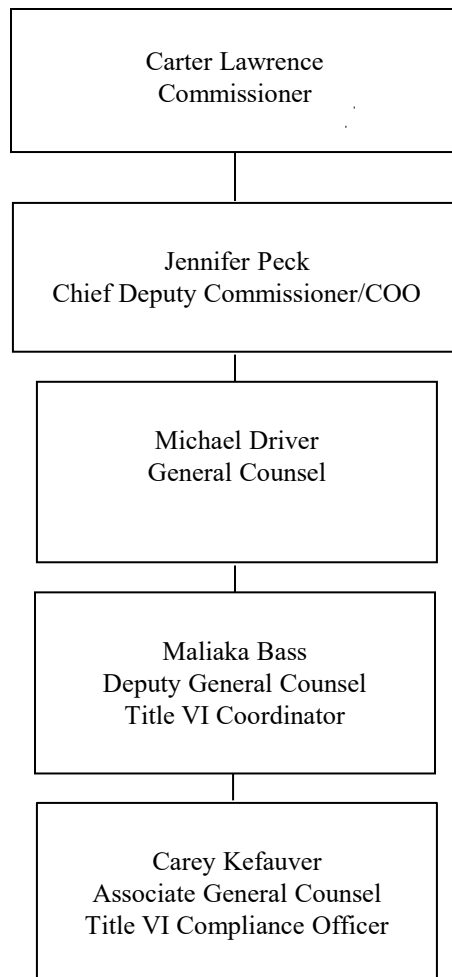 Carter Lawrence
Commissioner
Jennifer Peck
Chief Deputy Commissioner/COO
Michael Driver
General Counsel
Maliaka Bass
Deputy General Counsel
Title VI Coordinator
Carey Kefauver
Associate General Counsel
Title VI Compliance Officer